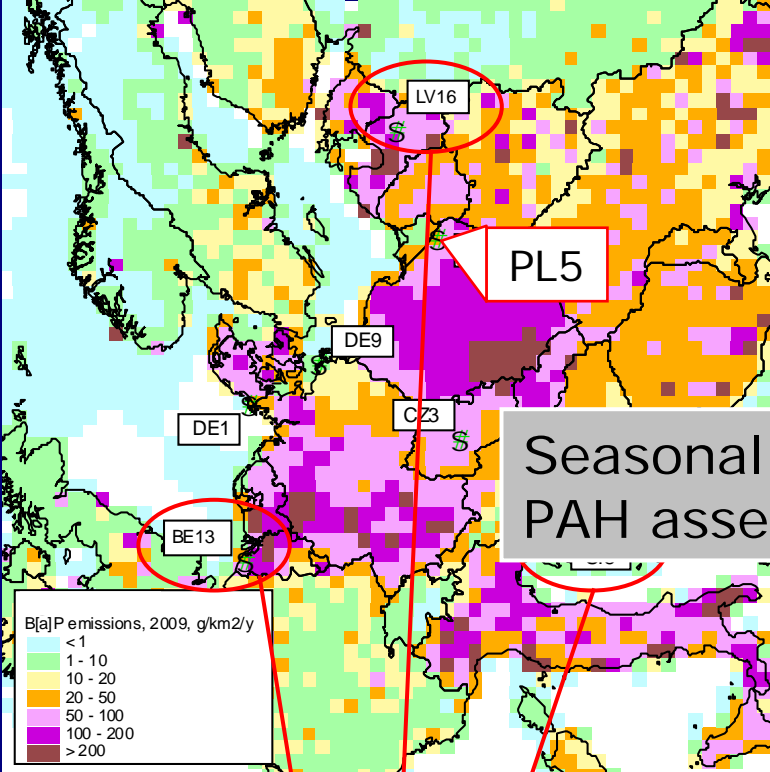 LV16
PL5
DE9
CZ3
DE1
Seasonal
PAH asse
BE13
B[a]P emissions, 2009, g/km2/y
<1
1 - 10
10 - 20
20 - 50
50 - 100
100 - 200
>200